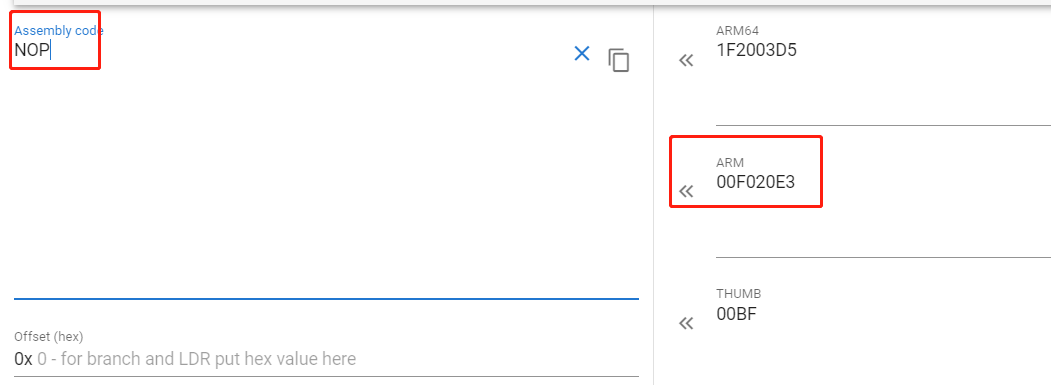 Assembly code
NOP
Offset (hex)
0x 0 - for branch and LDR put hex value here
ARM64
1F2003D5
ARM
00F020E3
THUMB
00BF